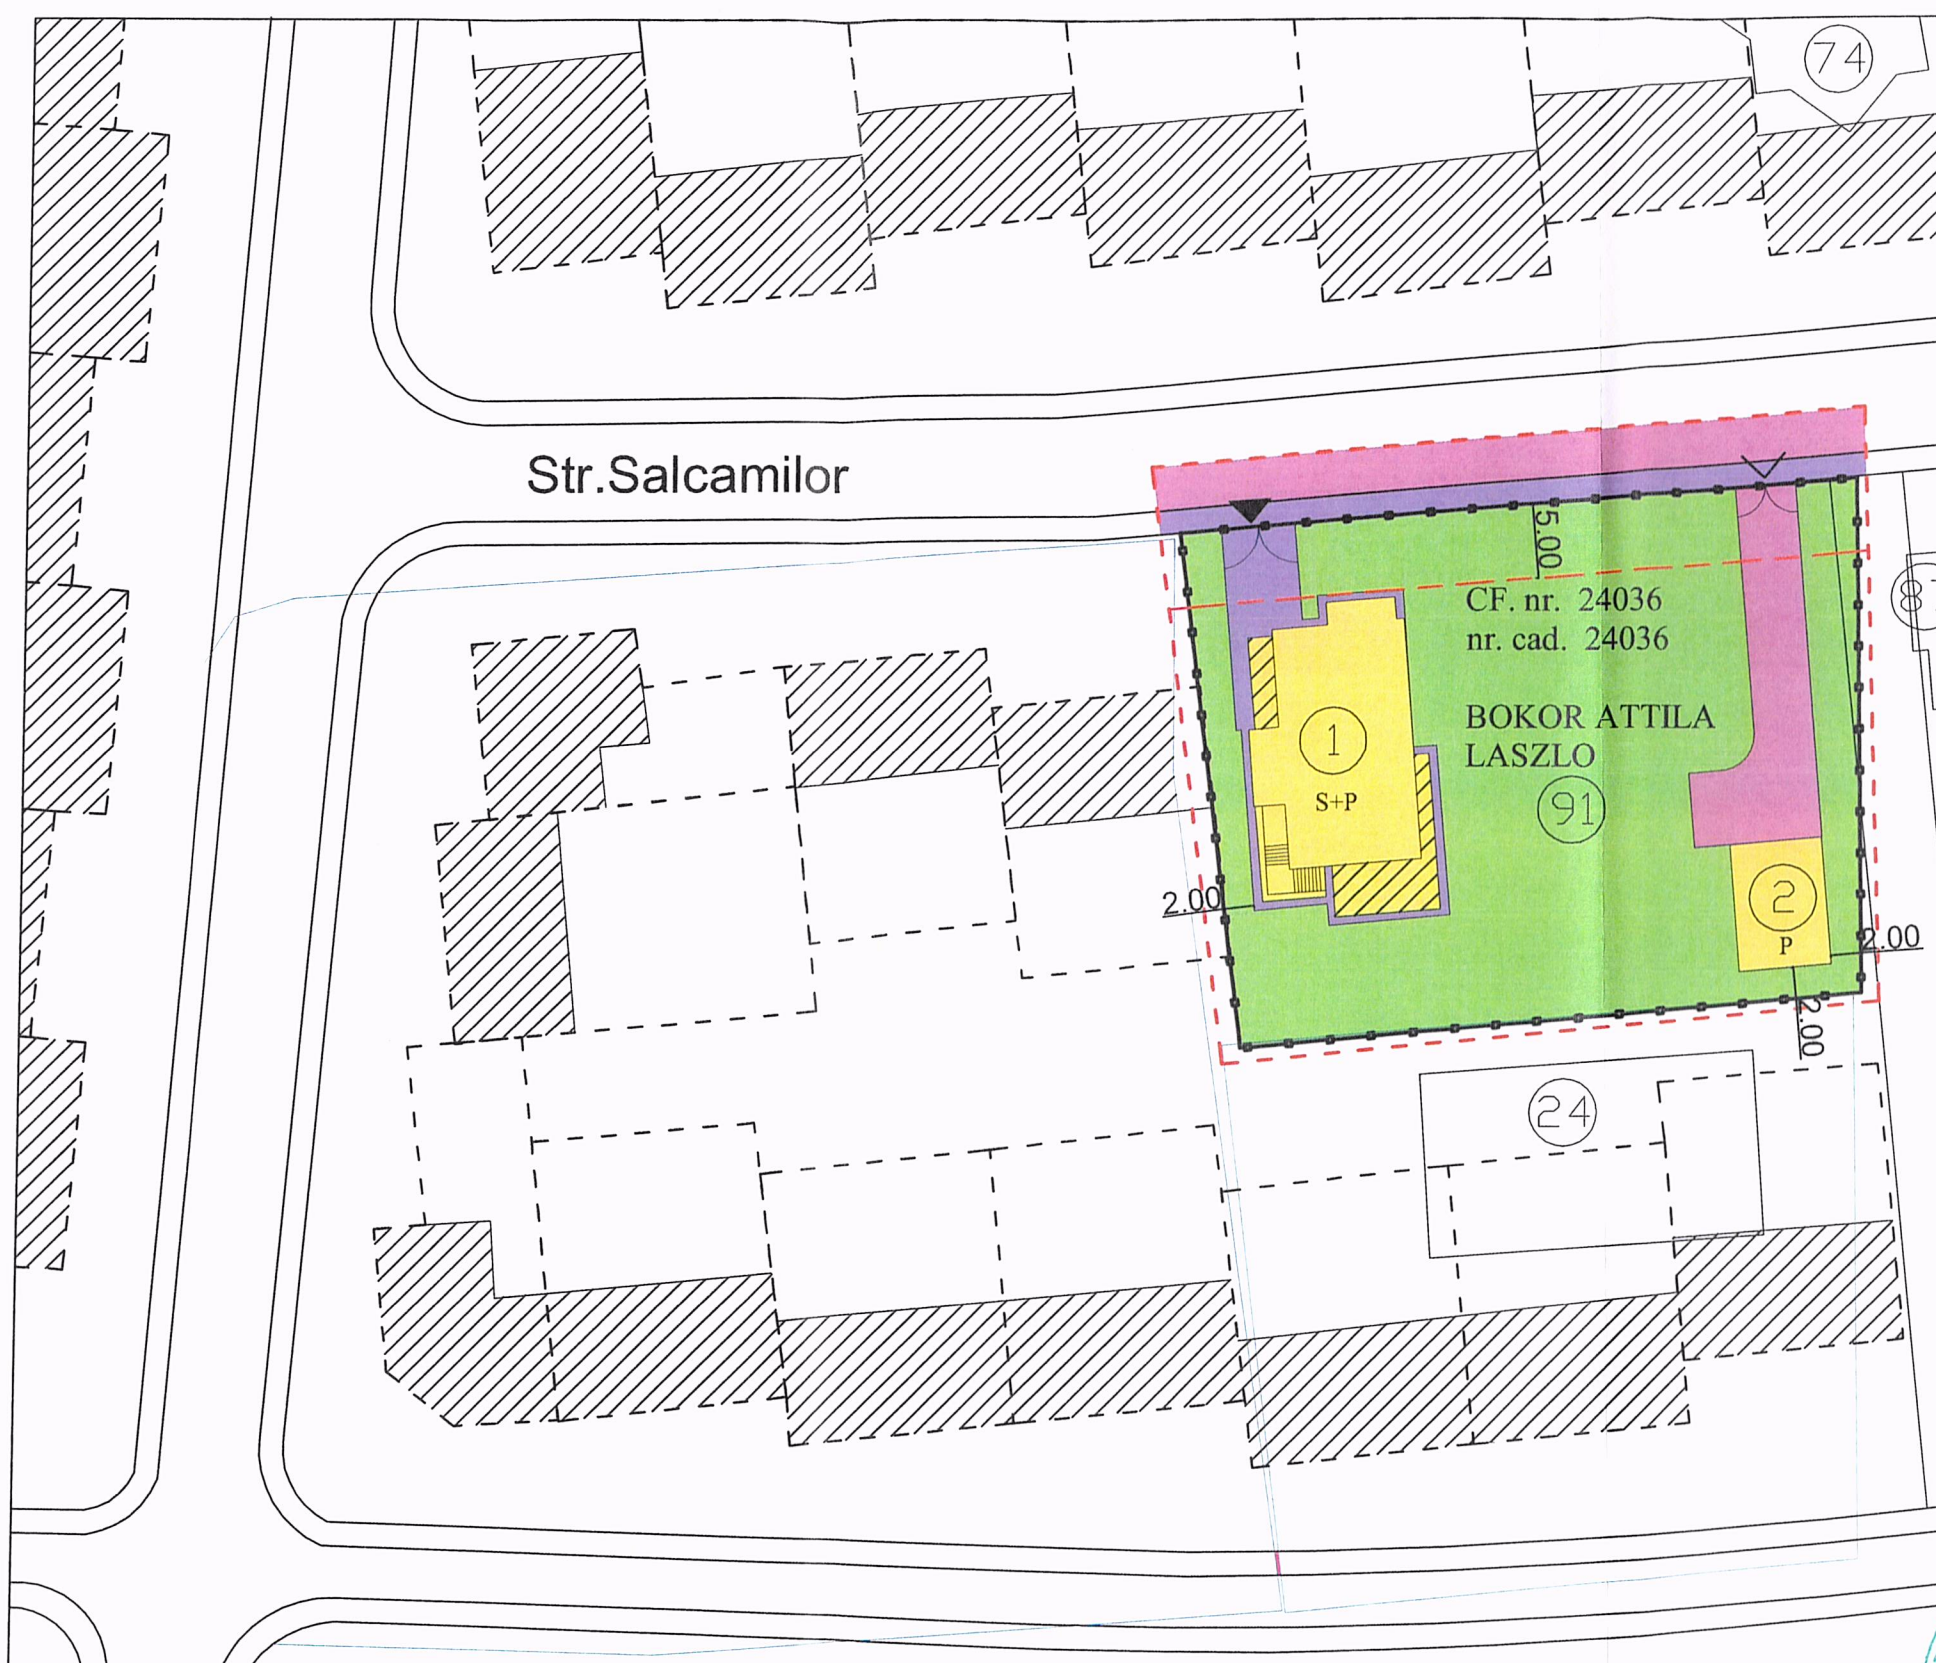 74
Str.Salcamilor
5.00
CF. nr. 24036
nr. cad. 24036
BOKOR ATTILA
LASZLO
91
1
S+P
2.00
2
P
2.00
2.00
24